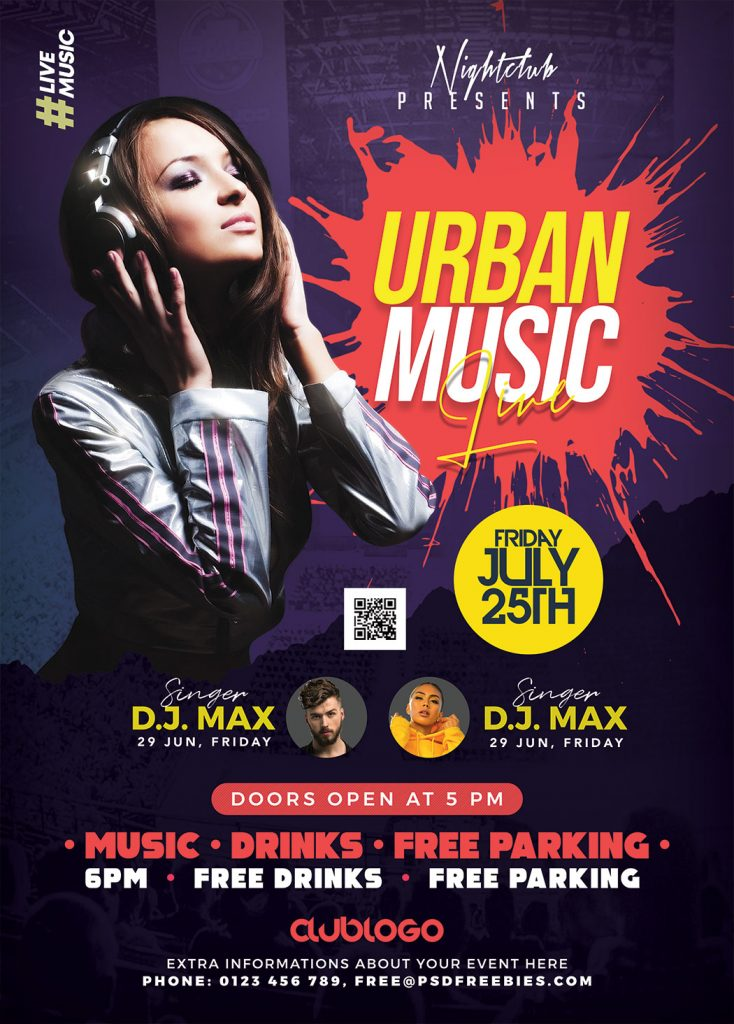 #LIVE
MUSIC
Nightclub
PRESENTS
URBAN
MUSIC
Live
FRIDAY
JULY
25TH
Singer
D.J. MAX
29 JUN, FRIDAY
Singer
D.J. MAX
29 JUN, FRIDAY
DOORS OPEN AT 5 PM
• MUSIC • DRINKS • FREE PARKING •
6PM • FREE DRINKS • FREE PARKING
CLUBLOGO
EXTRA INFORMATIONS ABOUT YOUR EVENT HERE
PHONE: 0123 456 789, FREE@PSDFREEBIES.COM